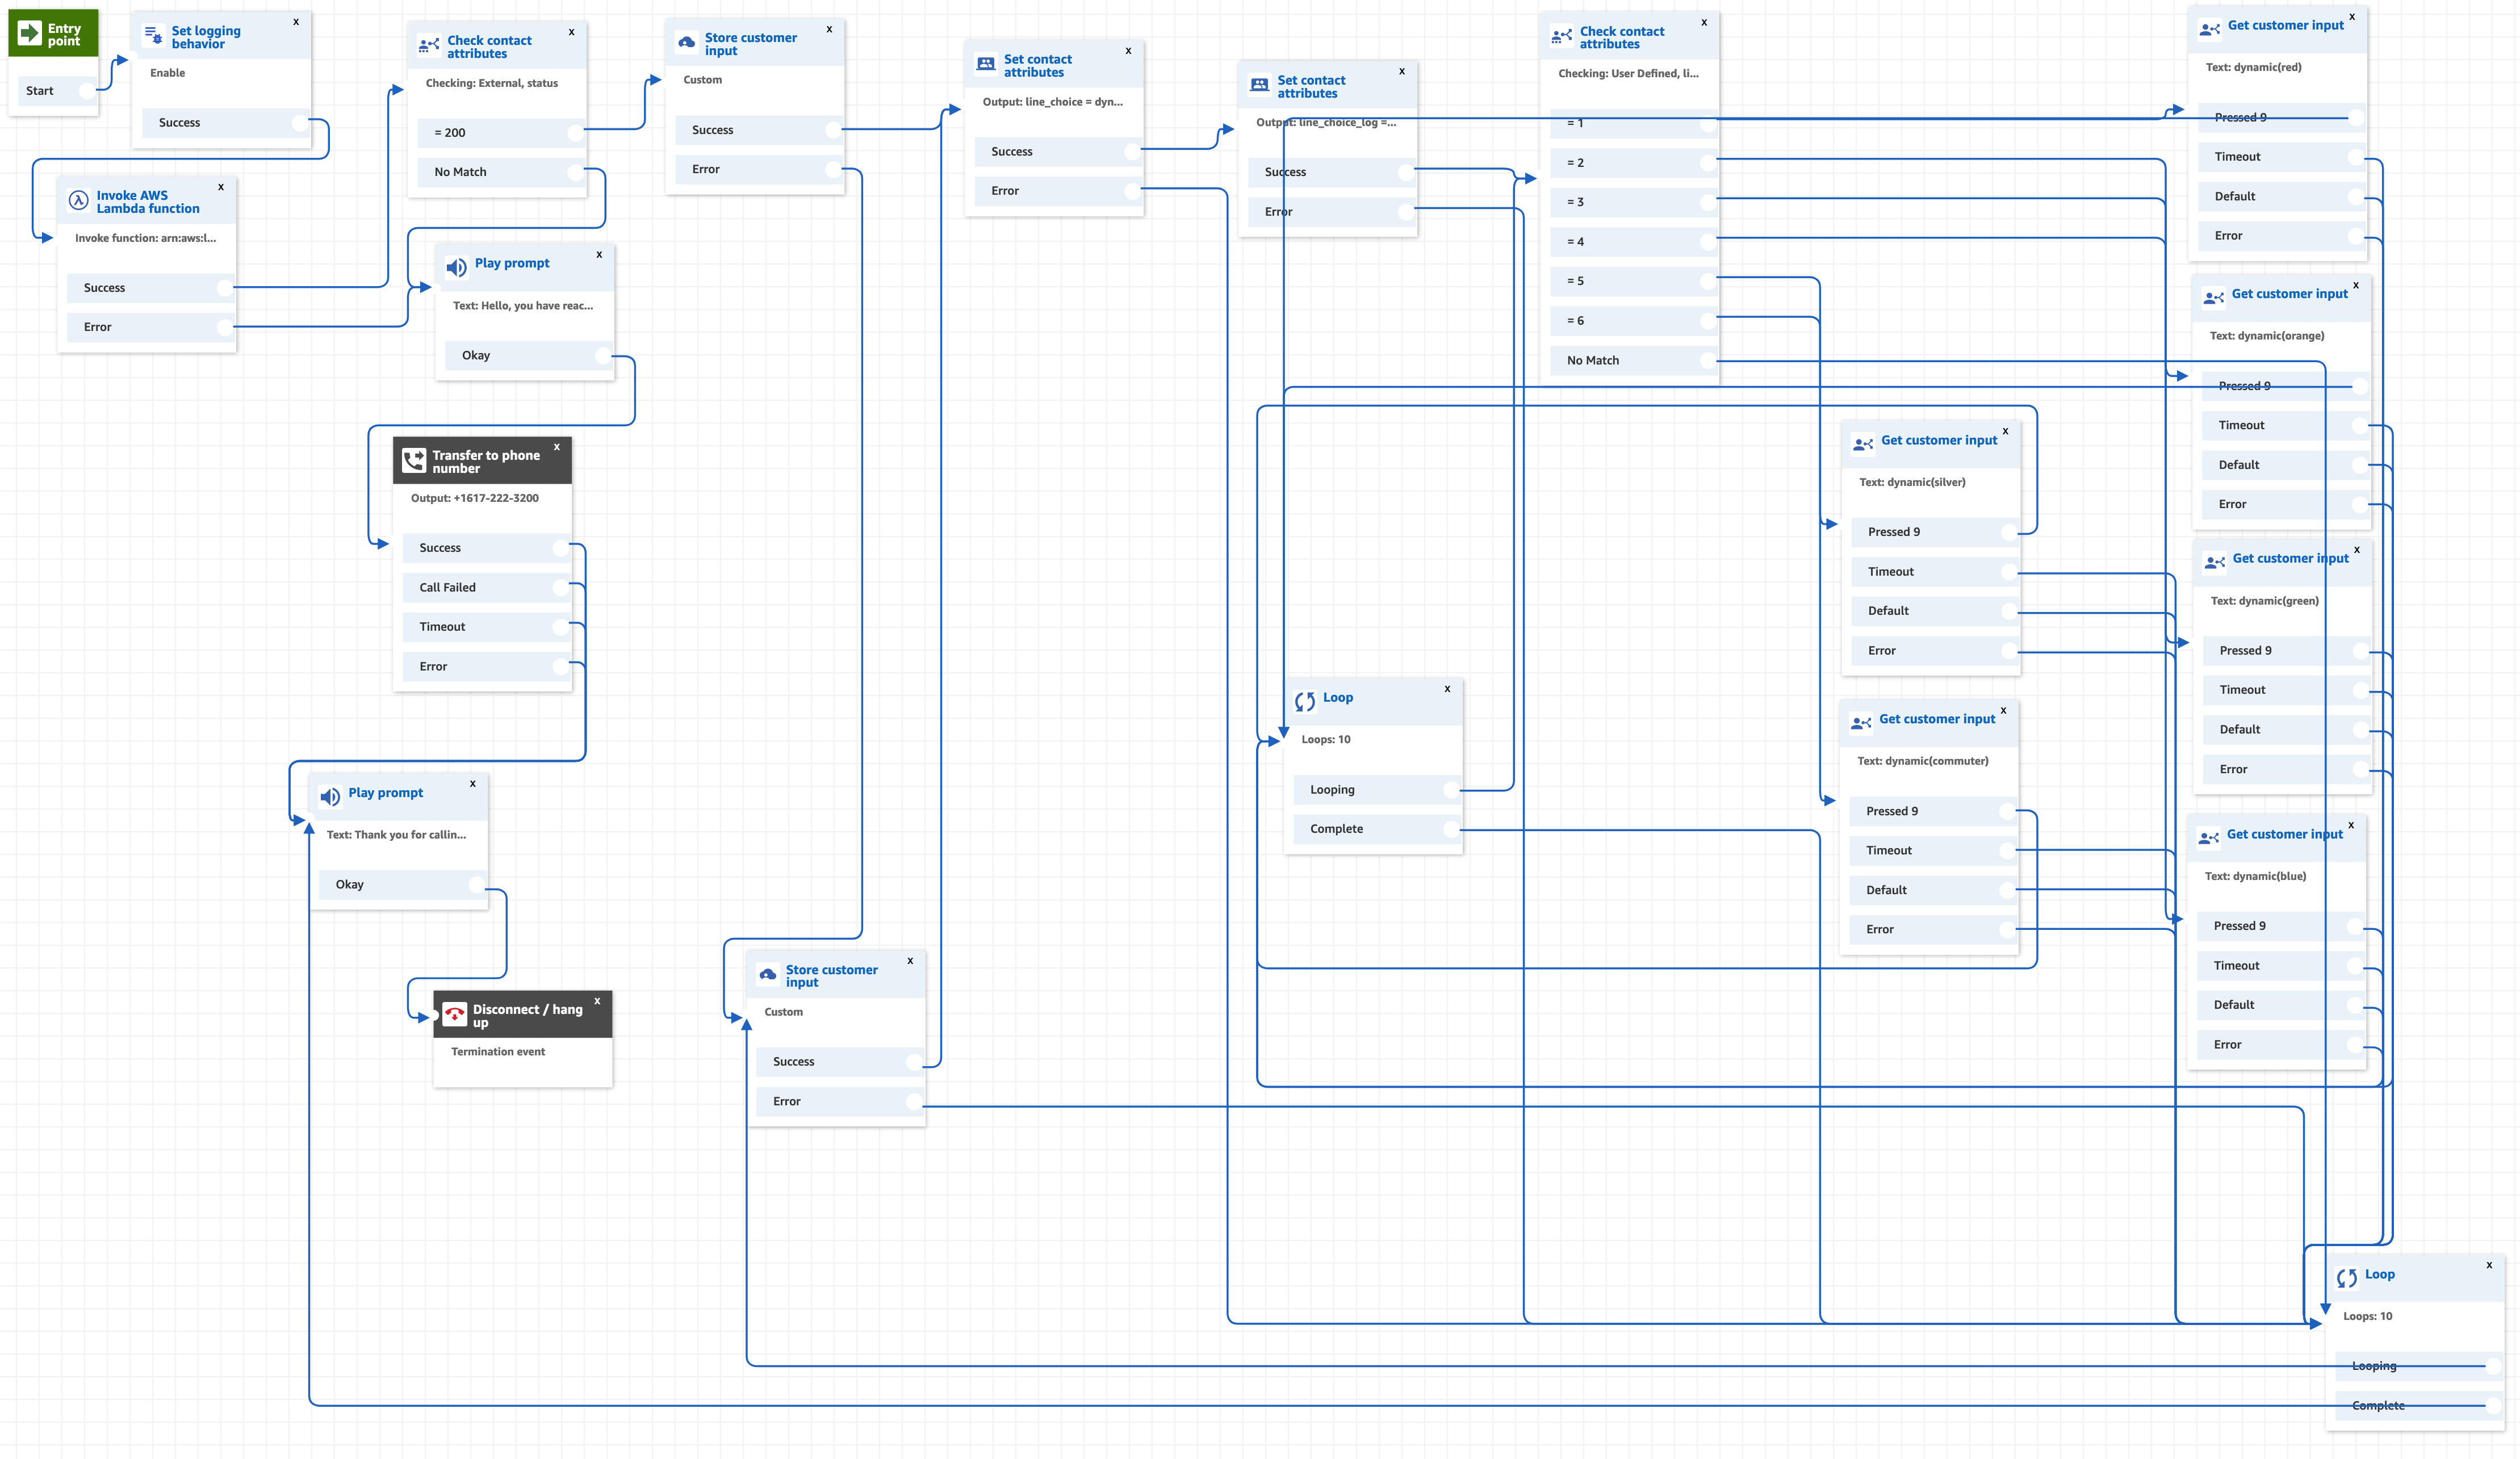 Entry
point
Start
Set logging
behavior
x
Enable
Success
Invoke AWS
Lambda function
x
Invoke function: arn:aws:l...
Success
Error
Check contact
attributes
x
Checking: External, status
= 200
No Match
Play prompt
x
Text: Hello, you have reac...
Okay
Transfer to phone
number
x
Output: +1617-222-3200
Success
Call Failed
Timeout
Error
Play prompt
x
Text: Thank you for callin...
Okay
Disconnect / hang
up
x
Termination event
Store customer
input
x
Custom
Success
Error
Store customer
input
x
Custom
Success
Error
Set contact
attributes
x
Output: line_choice = dyn...
Success
Error
Set contact
attributes
x
Output: line_choice_log =...
Success
Error
Loop
x
Loops: 10
Looping
Complete
Check contact
attributes
x
Checking: User Defined, li...
= 1
= 2
= 3
= 4
= 5
= 6
No Match
Get customer input
x
Text: dynamic(silver)
Pressed 9
Timeout
Default
Error
Get customer input
x
Text: dynamic(commuter)
Pressed 9
Timeout
Default
Error
Get customer input
x
Text: dynamic(red)
Pressed 9
Timeout
Default
Error
Get customer input
x
Text: dynamic(orange)
Pressed 9
Timeout
Default
Error
Get customer input
x
Text: dynamic(green)
Pressed 9
Timeout
Default
Error
Get customer input
x
Text: dynamic(blue)
Pressed 9
Timeout
Default
Error
Loop
x
Loops: 10
Looping
Complete